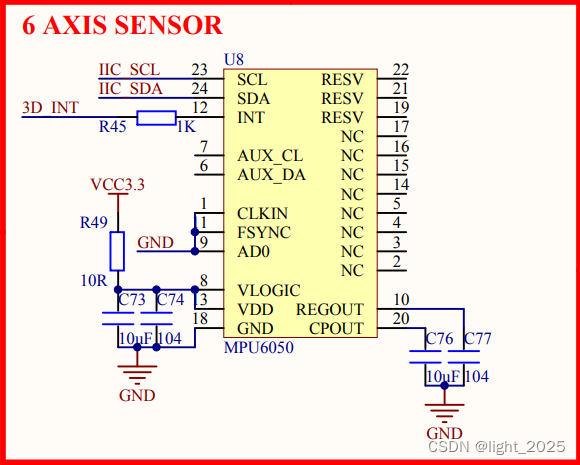 6 AXIS SENSOR
U8
IIC_SCL 23 SCL RESV 22
IIC_SDA 24 SDA RESV 21
3D_INT 12 INT RESV 19
R45 1K NC 17
7 AUX_CL NC 16
6 AUX_DA NC 15
NC 14
VCC3.3
1 CLKIN NC 5
R49 1 FSYNC NC 4
GND 9 AD0 NC 3
NC 2
10R
8 VLOGIC
C73 C74 13 VDD REGOUT 10
18 GND CPOUT 20
10uF 104 MPU6050
C76 C77
10uF 104
GND
GND
CSDN @light_2025